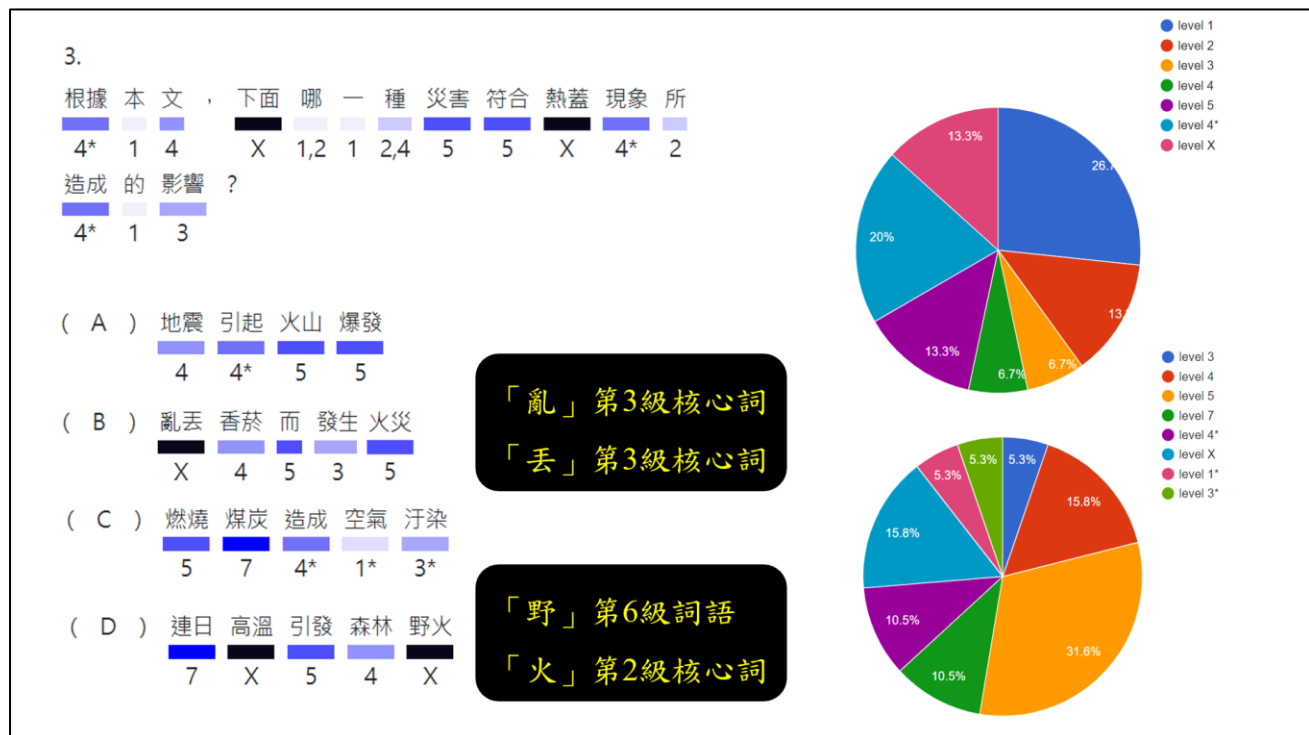 3.
根據 本 文 , 下面 哪 一 種 災害 符合 熱蓋 現象 所
4* 1 4 X 1,2 1 2,4 5 5 X 4* 2
造成 的 影響 ?
4* 1 3
( A ) 地震 引起 火山 爆發
4 4* 5 5
( B ) 亂丟 香菸 而 發生 火災
X 4 5 3 5
( C ) 燃燒 煤炭 造成 空氣 汙染
5 7 4* 1* 3*
( D ) 連日 高溫 引發 森林 野火
7 X 5 4 X
「亂」第3級核心詞
「丟」第3級核心詞
「野」第6級詞語
「火」第2級核心詞
level 1
level 2
level 3
level 4
level 5
level 4*
level X
13.3%
26.7
20%
13.
13.3%
6.7%
6.7%
level 3
level 4
level 5
level 7
level 4*
level X
level 1*
level 3*
5.3%
5.3%
5.3%
15.8%
15.8%
10.5%
10.5%
31.6%